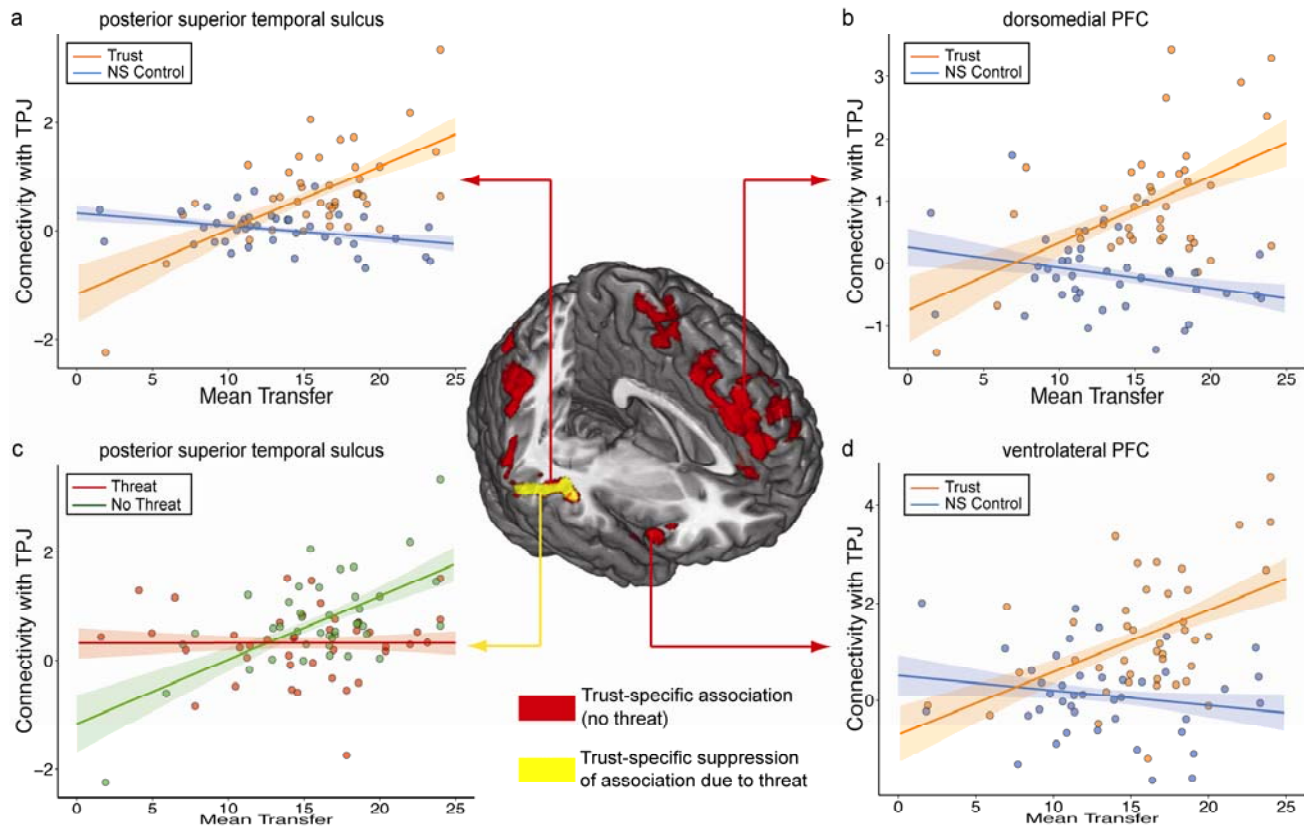 a
posterior superior temporal sulcus
Trust
NS Control
Connectivity with TPJ
2
0
−2
0 5 10 15 20 25
Mean Transfer
b
dorsomedial PFC
Trust
NS Control
Connectivity with TPJ
3
2
1
0
−1
0 5 10 15 20 25
Mean Transfer
c
posterior superior temporal sulcus
Threat
No Threat
Connectivity with TPJ
2
0
−2
0 5 10 15 20 25
Mean Transfer
Trust-specific association
(no threat)
Trust-specific suppression
of association due to threat
d
ventrolateral PFC
Trust
NS Control
Connectivity with TPJ
4
2
0
0 5 10 15 20 25
Mean Transfer